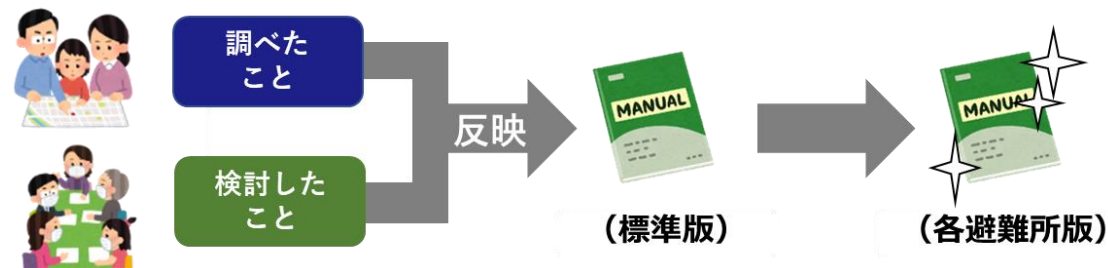 調べた
こと
検討した
こと
反映
MANUAL
(標準版)
MANUAL
(各避難所版)